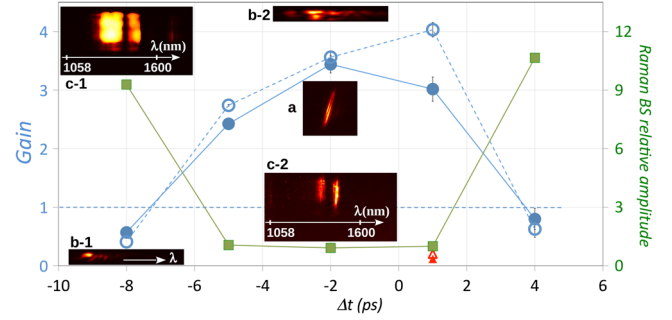 b-2
4
3
2
1
0
Gain
λ(nm)
1058
1600
c-1
a
c-2
λ(nm)
1058
1600
b-1
λ
12
9
6
3
0
Raman BS relative amplitude
-10
-8
-6
-4
-2
0
2
4
6
Δt (ps)